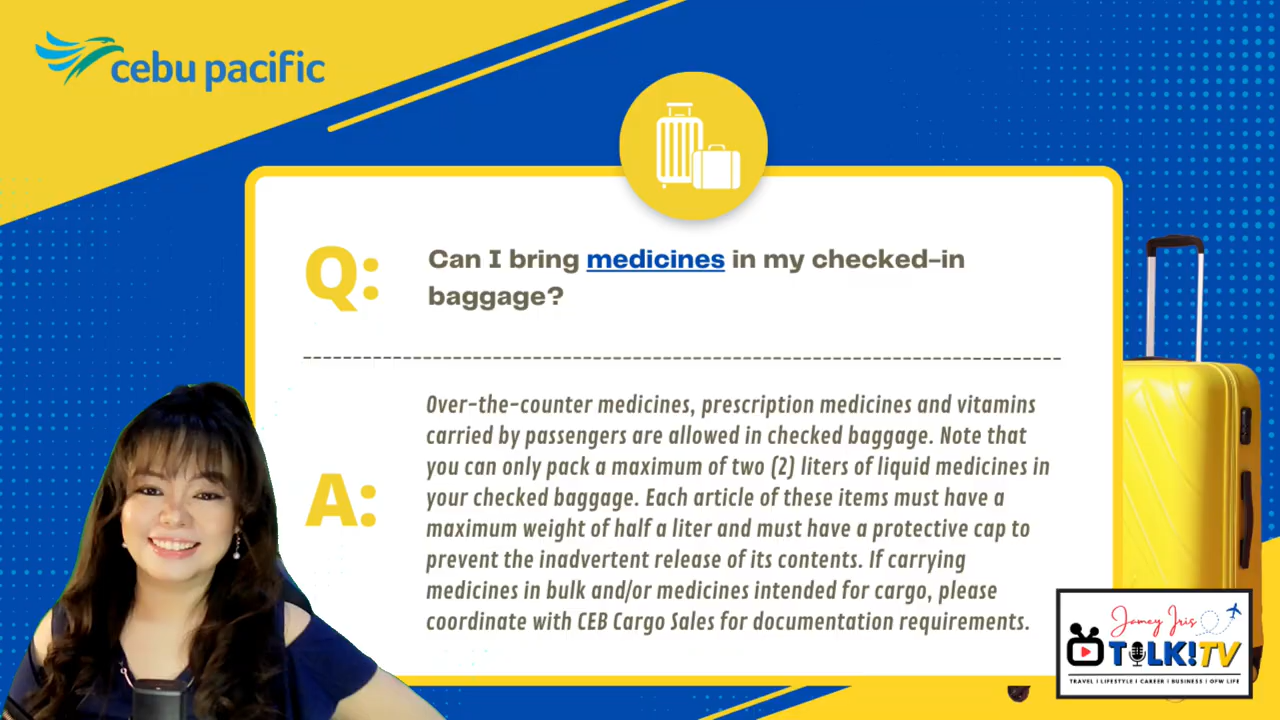 cebu pacific
Q:
Can I bring medicines in my checked-in
baggage?
A:
Over-the-counter medicines, prescription medicines and vitamins
carried by passengers are allowed in checked baggage. Note that
you can only pack a maximum of two (2) liters of liquid medicines in
your checked baggage. Each article of these items must have a
maximum weight of half a liter and must have a protective cap to
prevent the inadvertent release of its contents. If carrying
medicines in bulk and/or medicines intended for cargo, please
coordinate with CEB Cargo Sales for documentation requirements.
Jamey Iris
TALK!TV
TRAVEL | LIFESTYLE | CAREER | BUSINESS | OFW LIFE